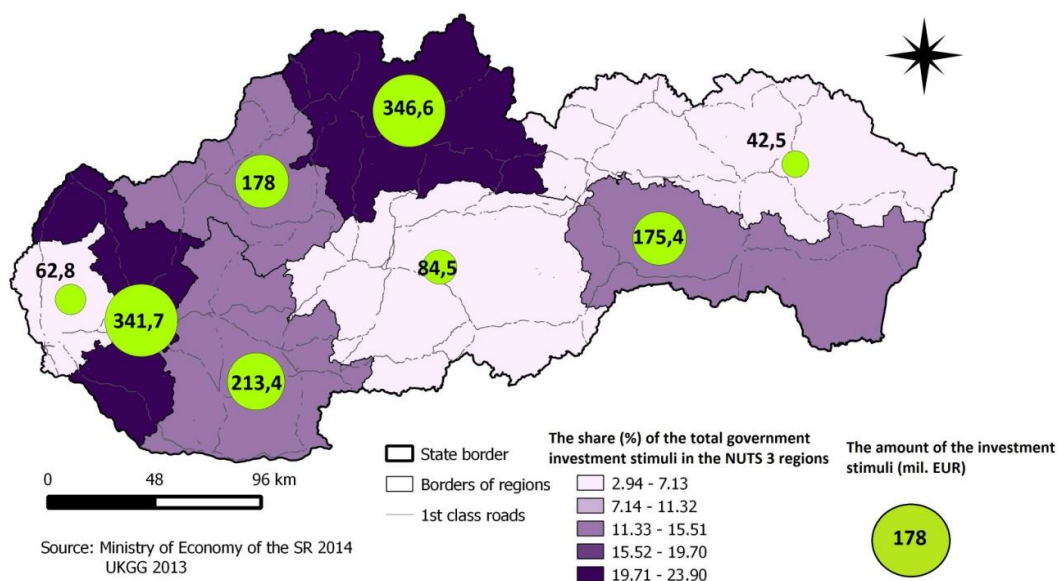 346,6
42,5
178
175,4
62,8
84,5
341,7
213,4
State border
Borders of regions
1st class roads
0 48 96 km
Source: Ministry of Economy of the SR 2014
UKGG 2013
The share (%) of the total government
investment stimuli in the NUTS 3 regions
2.94 - 7.13
7.14 - 11.32
11.33 - 15.51
15.52 - 19.70
19.71 - 23.90
The amount of the investment
stimuli (mil. EUR)
178